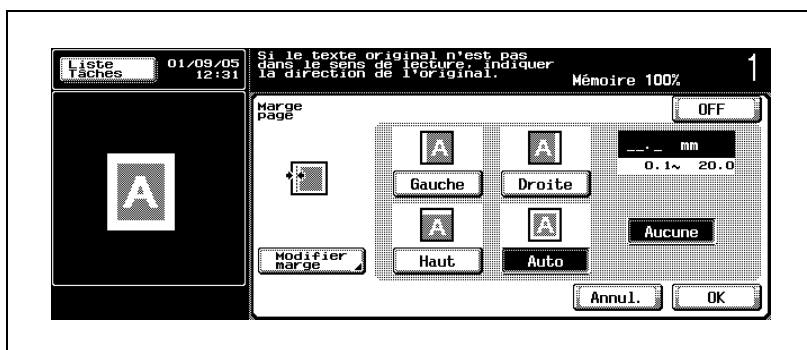 Liste
Tâches
01/09/05
12:31
Si le texte original n'est pas
dans le sens de lecture, indiquer
la direction de l'original.
Mémoire 100%
1
Marge
page
OFF
A
A
A
__._ mm
0.1~ 20.0
Gauche
Droite
A
A
Aucune
Modifier
marge
Haut
Auto
Annul.
OK